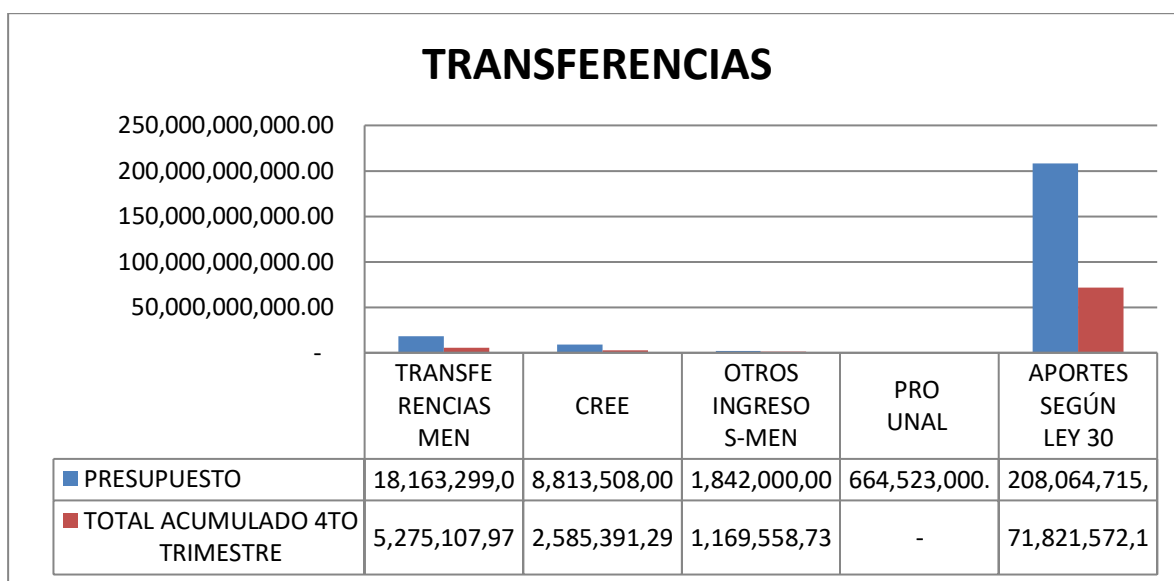 TRANSFERENCIAS
250,000,000,000.00
200,000,000,000.00
150,000,000,000.00
100,000,000,000.00
50,000,000,000.00
-
TRANSFE
RENCIAS
MEN
CREE
OTROS
INGRESO
S-MEN
PRO
UNAL
APORTES
SEGÚN
LEY 30
PRESUPUESTO 18,163,299,0 8,813,508,00 1,842,000,00 664,523,000. 208,064,715,
TOTAL ACUMULADO 4TO
TRIMESTRE 5,275,107,97 2,585,391,29 1,169,558,73 - 71,821,572,1